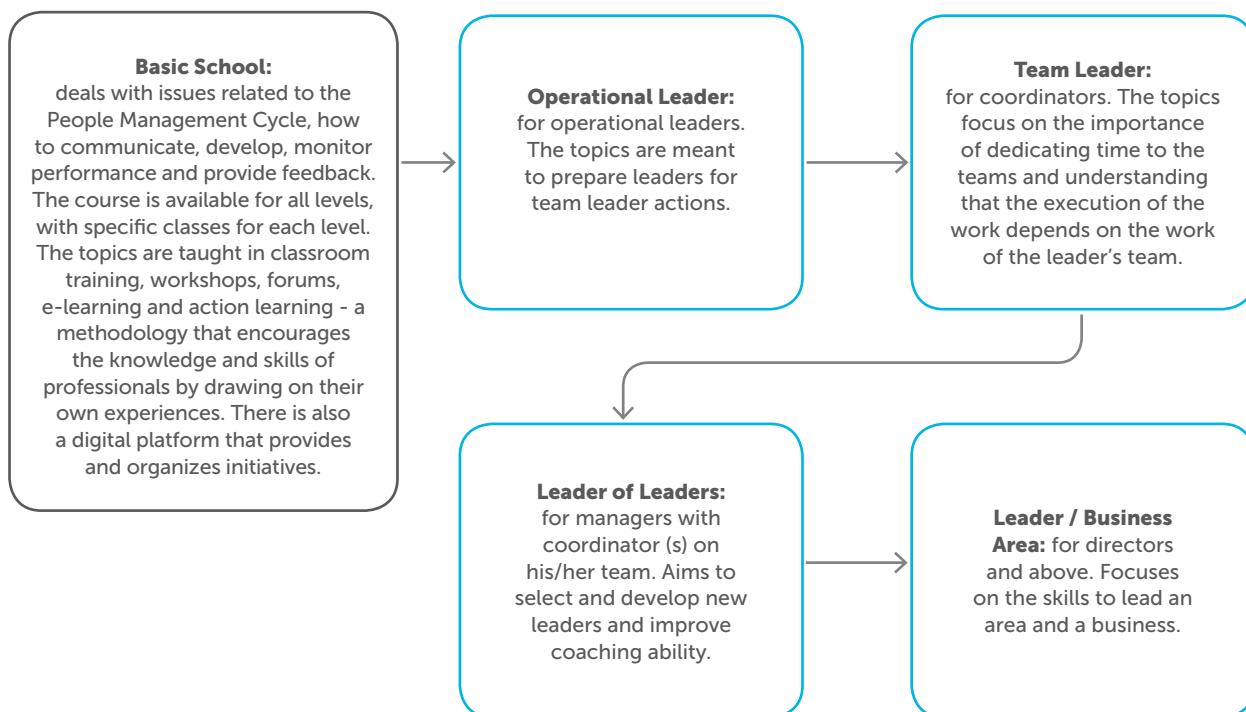 Basic School:
deals with issues related to the
People Management Cycle, how
to communicate, develop, monitor
performance and provide feedback.
The course is available for all levels,
with specific classes for each level.
The topics are taught in classroom
training, workshops, forums,
e-learning and action learning - a
methodology that encourages
the knowledge and skills of
professionals by drawing on their
own experiences. There is also
a digital platform that provides
and organizes initiatives.
Operational Leader:
for operational leaders.
The topics are meant
to prepare leaders for
team leader actions.
Team Leader:
for coordinators. The topics
focus on the importance
of dedicating time to the
teams and understanding
that the execution of the
work depends on the work
of the leader's team.
Leader of Leaders:
for managers with
coordinator (s) on
his/her team. Aims to
select and develop new
leaders and improve
coaching ability.
Leader / Business
Area: for directors
and above. Focuses
on the skills to lead an
area and a business.